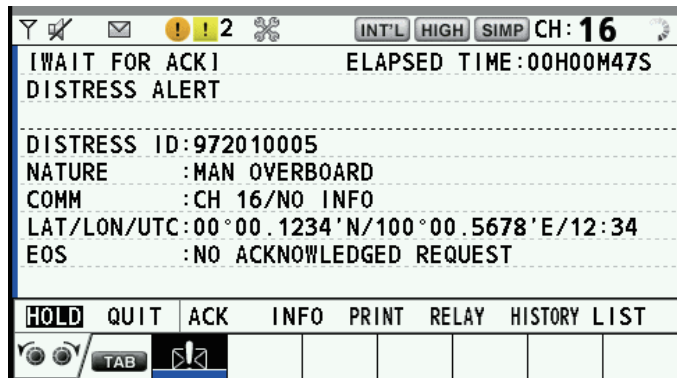 ! ! 2 INT'L HIGH SIMP CH: 16
[WAIT FOR ACK] ELAPSED TIME:00H00M47S
DISTRESS ALERT
DISTRESS ID:972010005
NATURE :MAN OVERBOARD
COMM :CH 16/NO INFO
LAT/LON/UTC:00°00.1234'N/100°00.5678'E/12:34
EOS :NO ACKNOWLEDGED REQUEST
HOLD QUIT ACK INFO PRINT RELAY HISTORY LIST
TAB